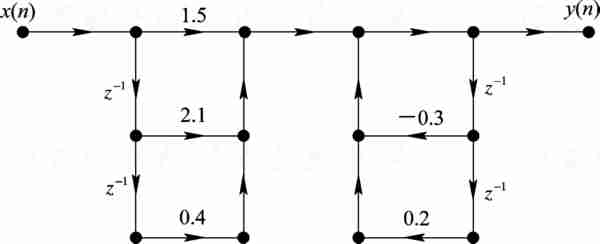 x(n) 1.5 y(n)
z⁻¹ z⁻¹
2.1 －0.3
z⁻¹ z⁻¹
0.4 0.2